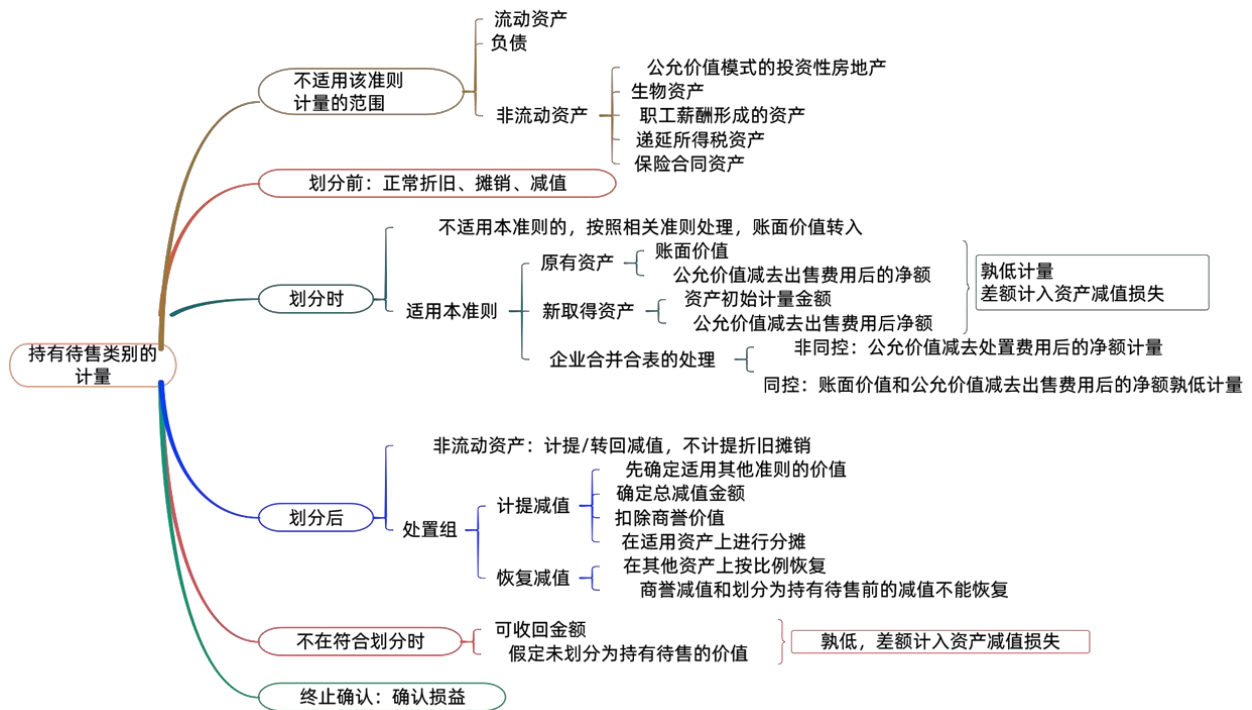 持有待售类别的
计量
不适用该准则
计量的范围
流动资产
负债
非流动资产
公允价值模式的投资性房地产
生物资产
职工薪酬形成的资产
递延所得税资产
保险合同资产
划分前：正常折旧、摊销、减值
划分时
不适用本准则的，按照相关准则处理，账面价值转入
适用本准则
原有资产
账面价值
公允价值减去出售费用后的净额
新取得资产
资产初始计量金额
公允价值减去出售费用后净额
孰低计量
差额计入资产减值损失
企业合并合表的处理
非同控：公允价值减去处置费用后的净额计量
同控：账面价值和公允价值减去出售费用后的净额孰低计量
划分后
非流动资产：计提/转回减值，不计提折旧摊销
处置组
计提减值
先确定适用其他准则的价值
确定总减值金额
扣除商誉价值
在适用资产上进行分摊
恢复减值
在其他资产上按比例恢复
商誉减值和划分为持有待售前的减值不能恢复
不在符合划分时
可收回金额
假定未划分为持有待售的价值
孰低，差额计入资产减值损失
终止确认：确认损益